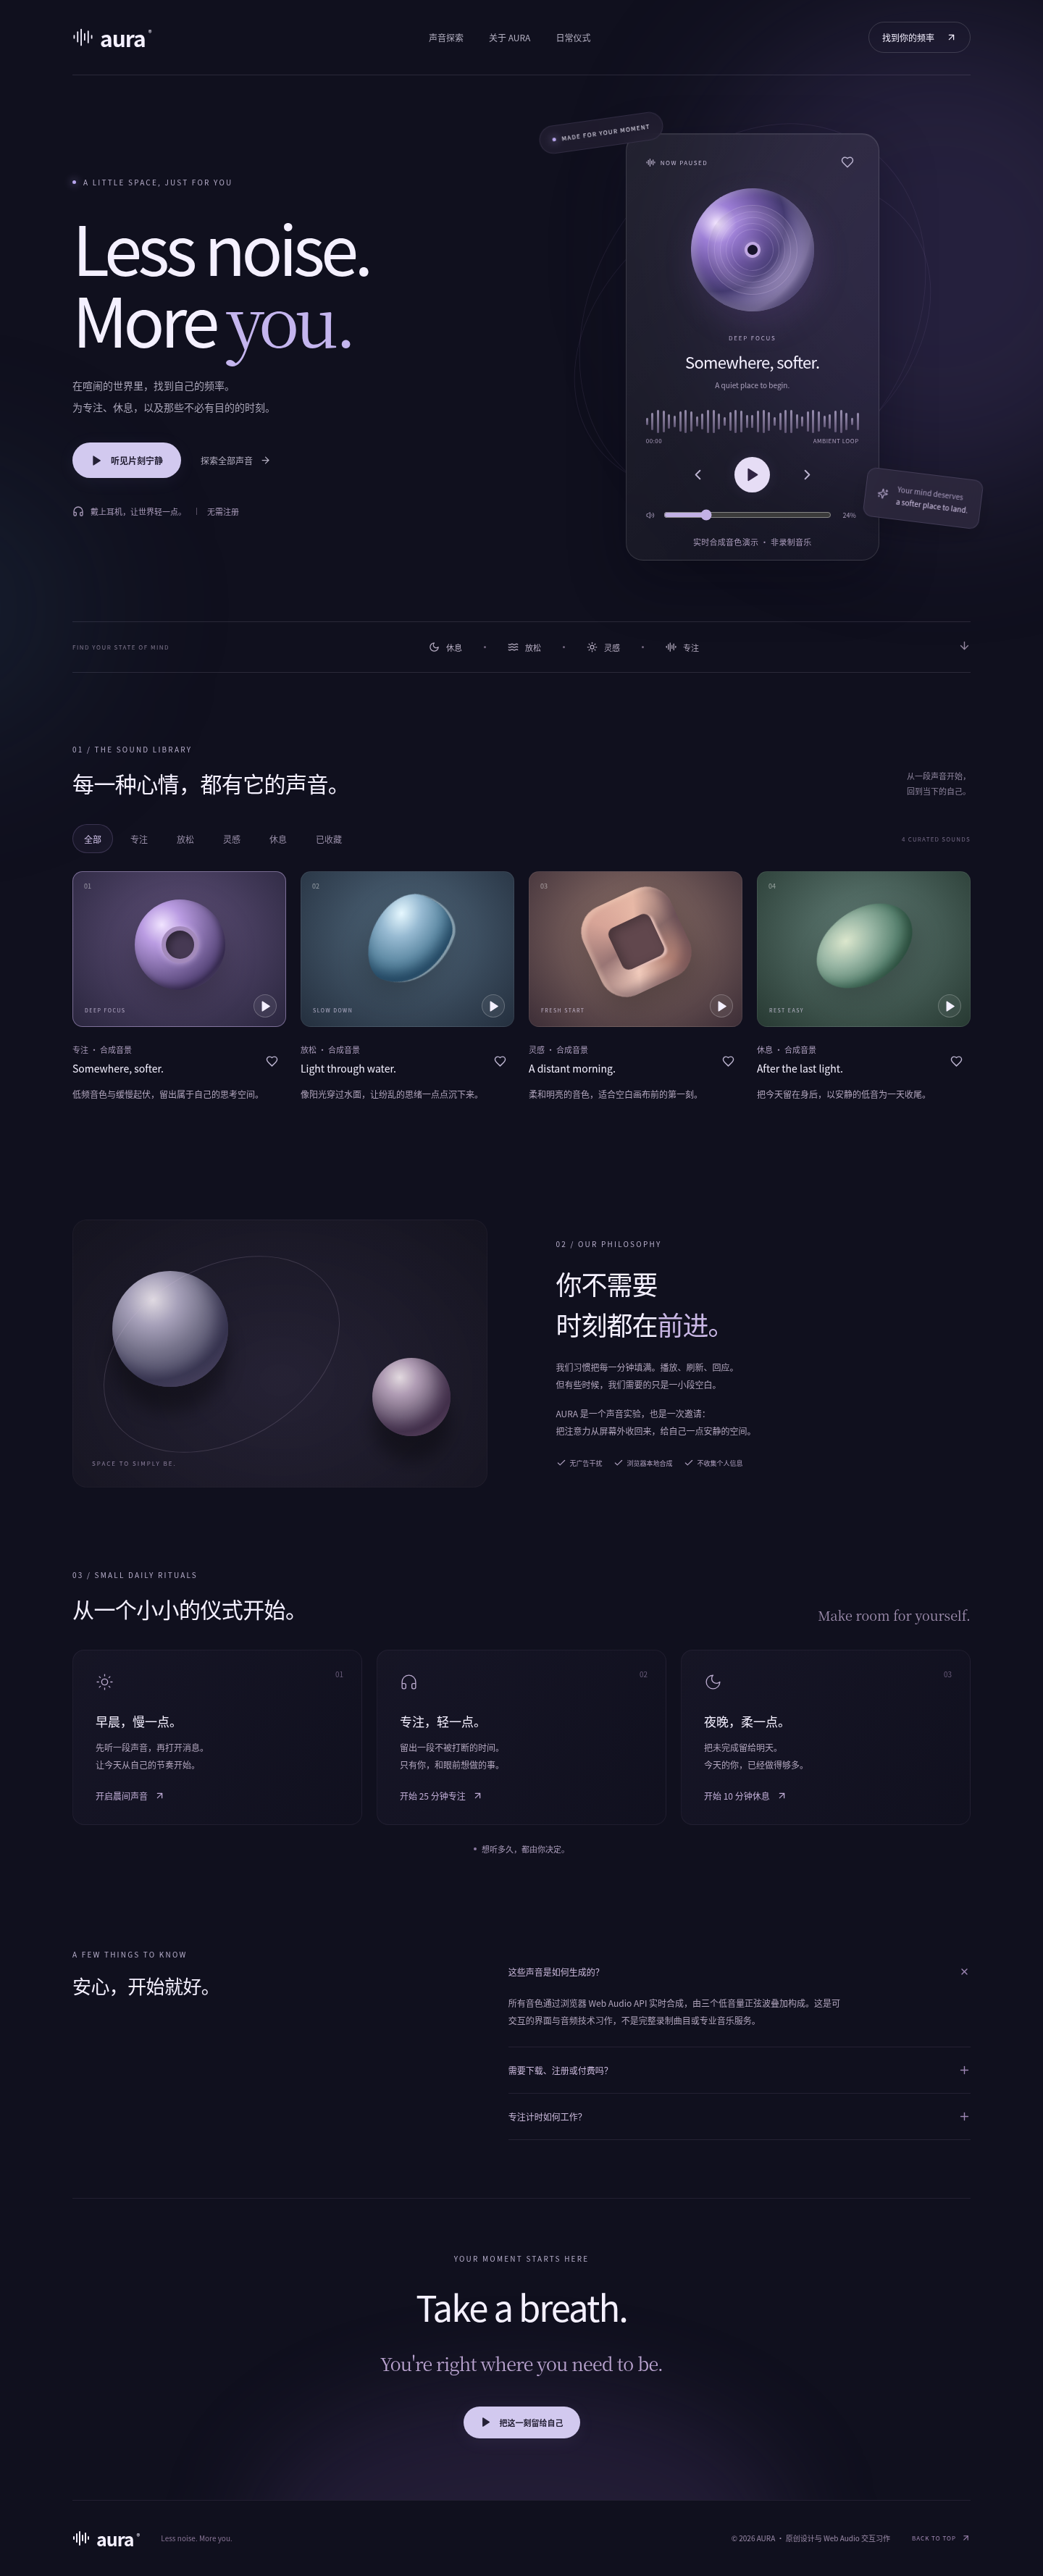 aura
声音探索
关于 AURA
日常仪式
找到你的频率
MADE FOR YOUR MOMENT
NOW PAUSED
A LITTLE SPACE, JUST FOR YOU
Less noise.
More you.
在喧闹的世界里，找到自己的频率。
为专注、休息，以及那些不必有目的的时刻。
听见片刻宁静
探索全部声音
戴上耳机，让世界轻一点。
无需注册
DEEP FOCUS
Somewhere, softer.
A quiet place to begin.
00:00
AMBIENT LOOP
24%
实时合成音色演示 · 非录制音乐
Your mind deserves
a softer place to land.
FIND YOUR STATE OF MIND
休息
放松
灵感
专注
01 / THE SOUND LIBRARY
每一种心情，都有它的声音。
从一段声音开始，
回到当下的自己。
全部
专注
放松
灵感
休息
已收藏
4 CURATED SOUNDS
01
DEEP FOCUS
02
SLOW DOWN
03
FRESH START
04
REST EASY
专注 · 合成音景
Somewhere, softer.
低频音色与缓慢起伏，留出属于自己的思考空间。
放松 · 合成音景
Light through water.
像阳光穿过水面，让纷乱的思绪一点点沉下来。
灵感 · 合成音景
A distant morning.
柔和明亮的音色，适合空白画布前的第一刻。
休息 · 合成音景
After the last light.
把今天留在身后，以安静的低音为一天收尾。
SPACE TO SIMPLY BE.
02 / OUR PHILOSOPHY
你不需要
时刻都在前进。
我们习惯把每一分钟填满。播放、刷新、回应。
但有些时候，我们需要的只是一小段空白。
AURA 是一个声音实验，也是一次邀请：
把注意力从屏幕外收回来，给自己一点安静的空间。
无广告干扰
浏览器本地合成
不收集个人信息
03 / SMALL DAILY RITUALS
从一个小小的仪式开始。
Make room for yourself.
01
早晨，慢一点。
先听一段声音，再打开消息。
让今天从自己的节奏开始。
开启晨间声音
02
专注，轻一点。
留出一段不被打断的时间。
只有你，和眼前想做的事。
开始 25 分钟专注
03
夜晚，柔一点。
把未完成留给明天。
今天的你，已经做得够多。
开始 10 分钟休息
想听多久，都由你决定。
A FEW THINGS TO KNOW
安心，开始就好。
这些声音是如何生成的？
所有音色通过浏览器 Web Audio API 实时合成，由三个低音量正弦波叠加构成。这是可
交互的界面与音频技术习作，不是完整录制曲目或专业音乐服务。
需要下载、注册或付费吗？
专注计时如何工作？
YOUR MOMENT STARTS HERE
Take a breath.
You're right where you need to be.
把这一刻留给自己
aura
Less noise. More you.
© 2026 AURA · 原创设计与 Web Audio 交互习作
BACK TO TOP